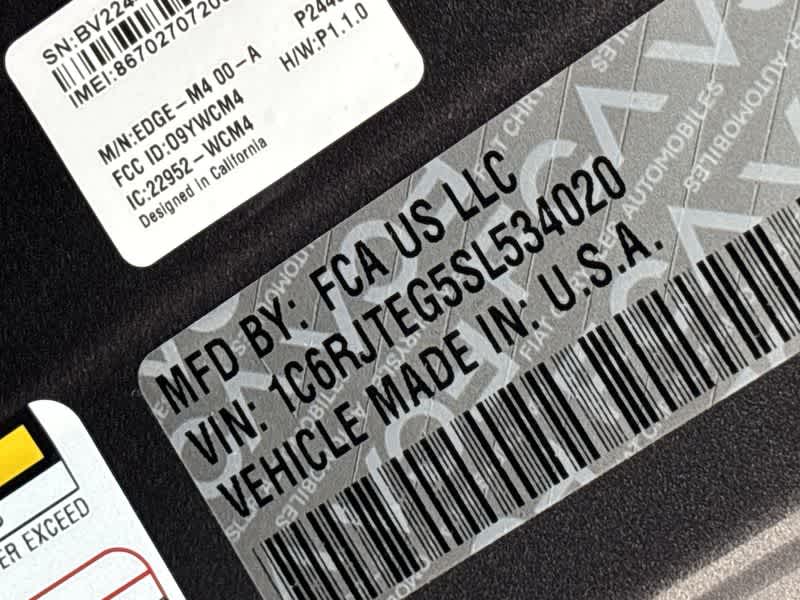 SN:BV224
IMEI:8670270720
P244
H/W:P1.1.0
M/N:EDGE-M4 00-A
FCC ID:09YWCM4
IC:22952-WCM4
Designed in California
MFD BY: FCA US LLC
VIN: 1C6RJTEG5SL534020
VEHICLE MADE IN: U.S.A.
ER EXCEED